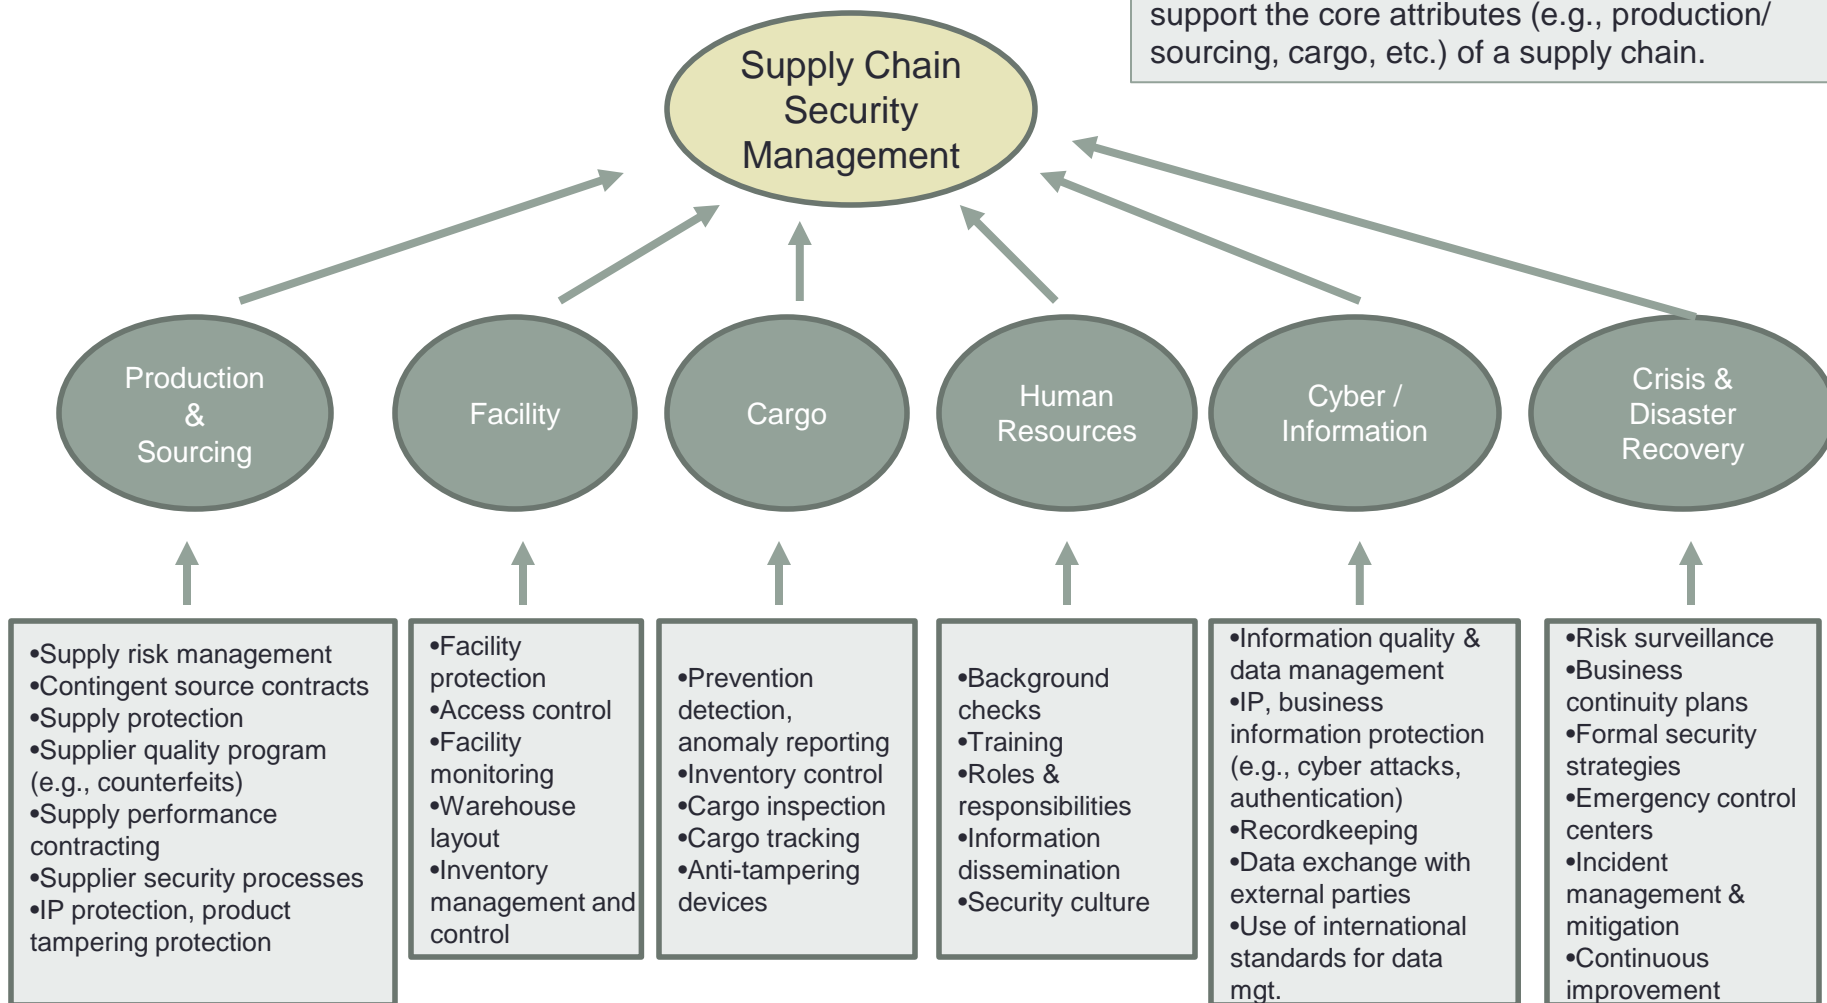 support the core attributes (e.g., production/
sourcing, cargo, etc.) of a supply chain.
Supply Chain
Security
Management
Production
&
Sourcing
Facility
Cargo
Human
Resources
Cyber /
Information
Crisis &
Disaster
Recovery
•Supply risk management
•Contingent source contracts
•Supply protection
•Supplier quality program
(e.g., counterfeits)
•Supply performance
contracting
•Supplier security processes
•IP protection, product
tampering protection
•Facility
protection
•Access control
•Facility
monitoring
•Warehouse
layout
•Inventory
management and
control
•Prevention
detection,
anomaly reporting
•Inventory control
•Cargo inspection
•Cargo tracking
•Anti-tampering
devices
•Background
checks
•Training
•Roles &
responsibilities
•Information
dissemination
•Security culture
•Information quality &
data management
•IP, business
information protection
(e.g., cyber attacks,
authentication)
•Recordkeeping
•Data exchange with
external parties
•Use of international
standards for data
mgt.
•Risk surveillance
•Business
continuity plans
•Formal security
strategies
•Emergency control
centers
•Incident
management &
mitigation
•Continuous
improvement